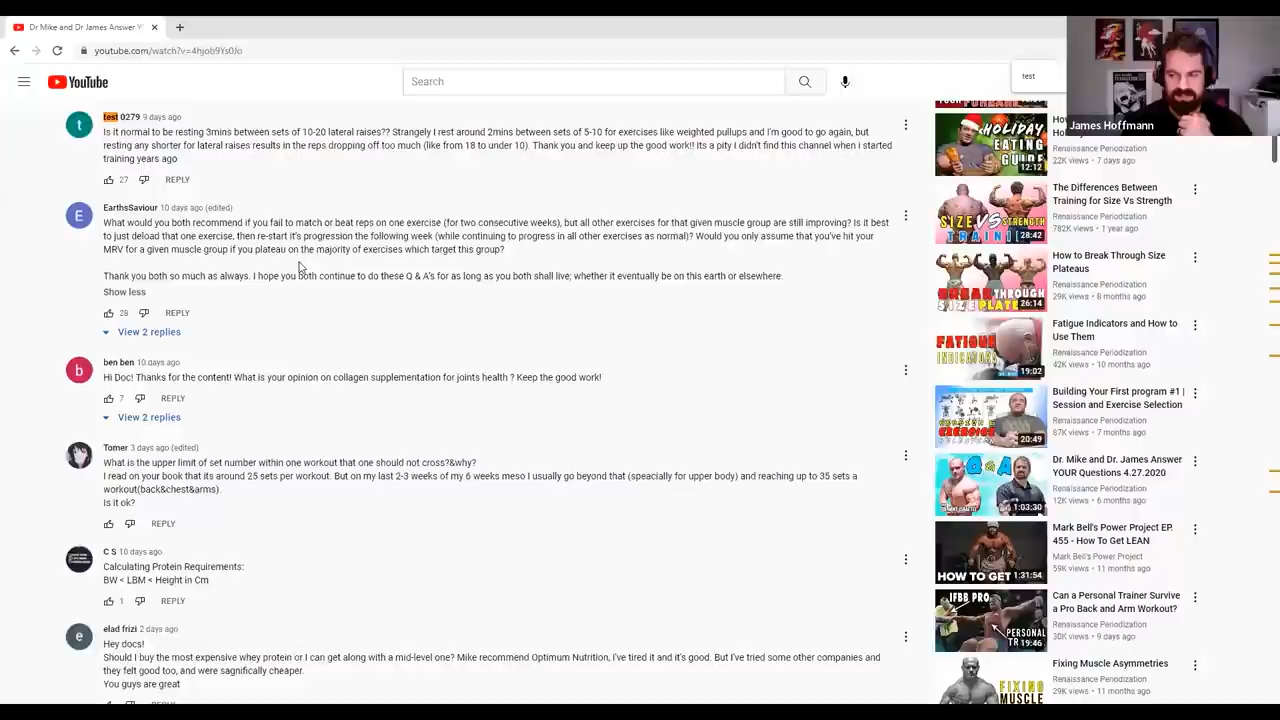 Dr Mike and Dr James Answer Y
youtube.com/watch?v=4hjob9Ys0Jo
YouTube
Search
test
James Hoffmann
test 0279 9 days ago
Is it normal to be resting 3mins between sets of 10-20 lateral raises?? Strangely I rest around 2mins between sets of 5-10 for exercises like weighted pullups and I'm good to go again, but
resting any shorter for lateral raises results in the reps dropping off too much (like from 18 to under 10). Thank you and keep up the good work!! its a pity I didn't find this channel when i started
training years ago
27 REPLY
E
EarthsSaviour 10 days ago (edited)
What would you both recommend if you fail to match or beat reps on one exercise (for two consecutive weeks), but all other exercises for that given muscle group are still improving? Is it best
to just deload that one exercise, then re-start it's progression the following week (while continuing to progress in all other exercises as normal)? Would you only assume that you've hit your
MRV for a given muscle group if you plateau on the majority of exercises which target this group?
Thank you both so much as always. I hope you both continue to do these Q & A's for as long as you both shall live; whether it eventually be on this earth or elsewhere.
Show less
28 REPLY
View 2 replies
b
ben ben 10 days ago
Hi Doc! Thanks for the content! What is your opinion on collagen supplementation for joints health ? Keep the good work!
7 REPLY
View 2 replies
Tomer 3 days ago (edited)
What is the upper limit of set number within one workout that one should not cross?&why?
I read on your book that its around 25 sets per workout. But on my last 2-3 weeks of my 6 weeks meso I usually go beyond that (speacially for upper body) and reaching up to 35 sets a
workout(back&chest&arms).
Is it ok?
REPLY
C S 10 days ago
Calculating Protein Requirements:
BW < LBM < Height in Cm
1 REPLY
e
elad frizi 2 days ago
Hey docs!
Should I buy the most expensive whey protein or I can get along with a mid-level one? Mike recommend Optimum Nutrition, i've tired it and it's good. But I've tried some other companies and
they felt good too, and were sagnifically cheaper.
You guys are great
HOLIDAY
EATING
GUIDE
12:12
Renaissance Periodization
22K views • 7 days ago
SIZE VS STRENGTH
TRAINI
28:42
The Differences Between
Training for Size Vs Strength
Renaissance Periodization
782K views • 1 year ago
BREAK THROUGH
SIZE PLATE
26:14
How to Break Through Size
Plateaus
Renaissance Periodization
29K views • 8 months ago
FATIGUE
INDICATORS
19:02
Fatigue Indicators and How to
Use Them
Renaissance Periodization
42K views • 10 months ago
20:49
Building Your First program #1 |
Session and Exercise Selection
Renaissance Periodization
87K views • 7 months ago
Q & A
1:03:30
Dr. Mike and Dr. James Answer
YOUR Questions 4.27.2020
Renaissance Periodization
12K views • 6 months ago
HOW TO GET
1:31:54
Mark Bell's Power Project EP.
455 - How To Get LEAN
Mark Bell's Power Project
59K views • 11 months ago
IFBB PRO
PERSONAL
TR
19:46
Can a Personal Trainer Survive
a Pro Back and Arm Workout?
Renaissance Periodization
30K views • 9 days ago
FIXING
MUSCLE
Fixing Muscle Asymmetries
Renaissance Periodization
29K views • 11 months ago